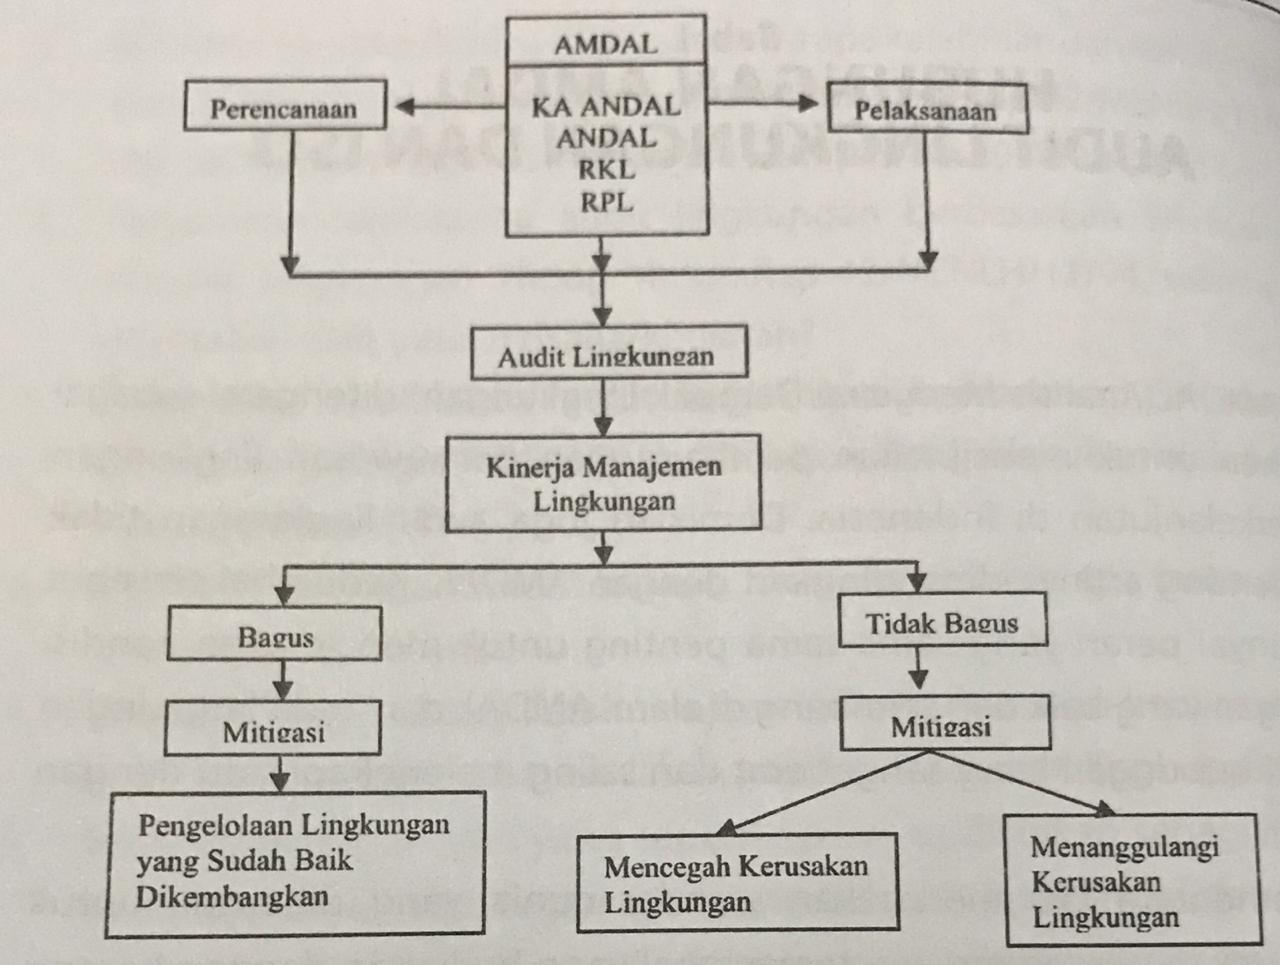 AMDAL
Perencanaan
KA ANDAL
Pelaksanaan
ANDAL
RKL
RPL
Audit Lingkungan
Kinerja Manajemen
Lingkungan
Bagus
Tidak Bagus
Mitigasi
Mitigasi
Pengelolaan Lingkungan
yang Sudah Baik
Dikembangkan
Mencegah Kerusakan
Lingkungan
Menanggulangi
Kerusakan
Lingkungan